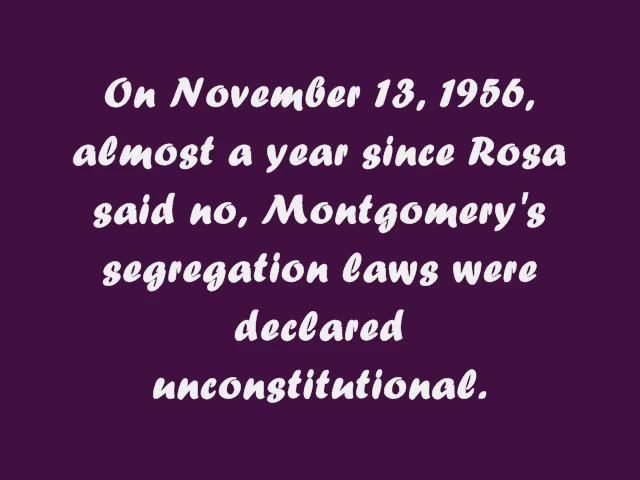 On November 13, 1956,
almost a year since Rosa
said no, Montgomery's
segregation laws were
declared
unconstitutional.